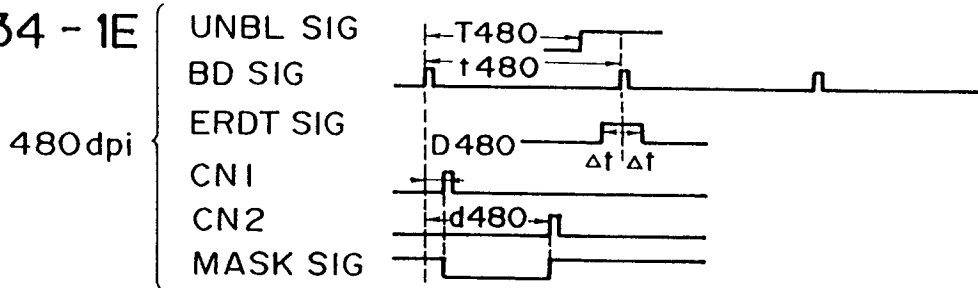 34-1E
480dpi
UNBL SIG
T480
BD SIG
t480
ERDT SIG
D480
Δt Δt
CN1
CN2
d480
MASK SIG